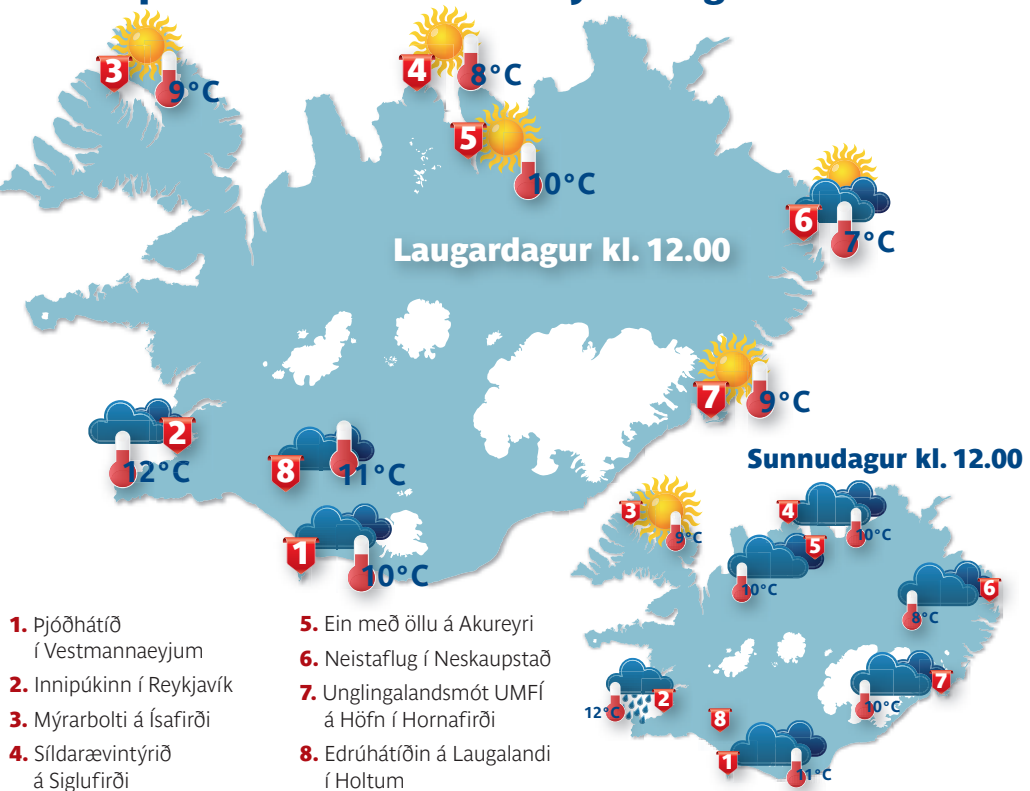 3
9°C
4
8°C
5
10°C
6
7°C
Laugardagur kl. 12.00
7
9°C
2
12°C
8
11°C
1
10°C
Sunnudagur kl. 12.00
3
9°C
4
10°C
5
10°C
6
8°C
7
10°C
2
12°C
8
1
11°C
1. Þjóðhátíð
í Vestmannaeyjum
2. Innipúkinn í Reykjavík
3. Mýrarbolti á Ísafirði
4. Síldarævintýrið
á Siglufirði
5. Ein með öllu á Akureyri
6. Neistaflug í Neskaupstað
7. Unglingalandsmót UMFÍ
á Höfn í Hornafirði
8. Edrúhátíðin á Laugalandi
í Holtum